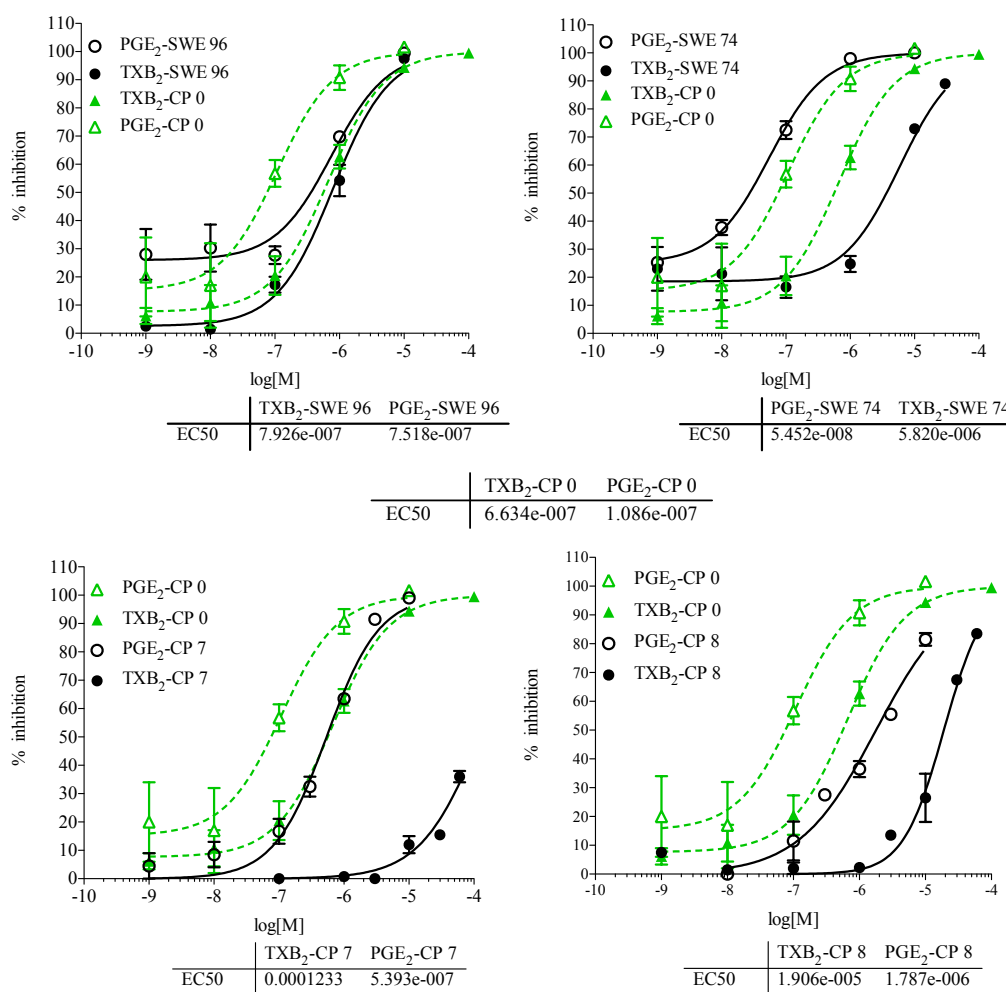 110
100
90
80
70
60
50
40
30
20
10
0
% inhibition
PGE2-SWE 96
TXB2-SWE 96
TXB2-CP 0
PGE2-CP 0
-10 -9 -8 -7 -6 -5 -4
log[M]
TXB2-SWE 96 PGE2-SWE 96
EC50 7.926e-007 7.518e-007
110
100
90
80
70
60
50
40
30
20
10
0
% inhibition
PGE2-SWE 74
TXB2-SWE 74
TXB2-CP 0
PGE2-CP 0
-10 -9 -8 -7 -6 -5 -4
log[M]
PGE2-SWE 74 TXB2-SWE 74
EC50 5.452e-008 5.820e-006
TXB2-CP 0 PGE2-CP 0
EC50 6.634e-007 1.086e-007
110
100
90
80
70
60
50
40
30
20
10
0
% inhibition
PGE2-CP 0
TXB2-CP 0
PGE2-CP 7
TXB2-CP 7
-10 -9 -8 -7 -6 -5 -4
log[M]
TXB2-CP 7 PGE2-CP 7
EC50 0.0001233 5.393e-007
110
100
90
80
70
60
50
40
30
20
10
0
% inhibition
PGE2-CP 0
TXB2-CP 0
PGE2-CP 8
TXB2-CP 8
-10 -9 -8 -7 -6 -5 -4
log[M]
TXB2-CP 8 PGE2-CP 8
EC50 1.906e-005 1.787e-006